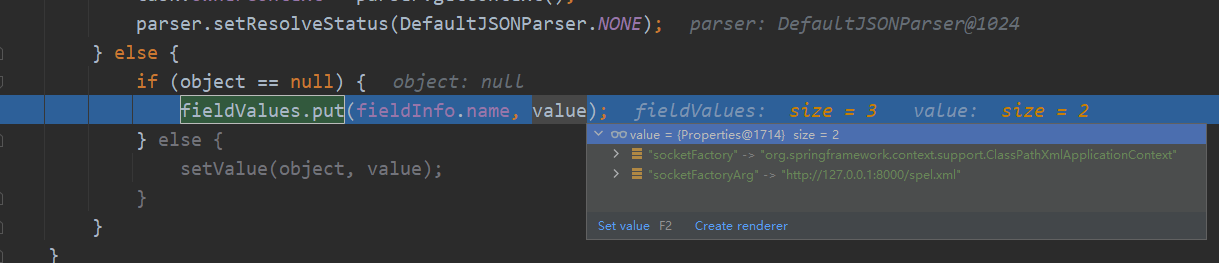 parser.setResolveStatus(DefaultJSONParser.NONE); parser: DefaultJSONParser@1024
} else {
if (object == null) { object: null
fieldValues.put(fieldInfo.name, value); fieldValues: size = 3 value: size = 2
value = {Properties@1714} size = 2
} else {
"socketFactory" -> "org.springframework.context.support.ClassPathXmlApplicationContext"
setValue(object, value);
"socketFactoryArg" -> "http://127.0.0.1:8000/spel.xml"
}
}
Set value F2 Create renderer
}